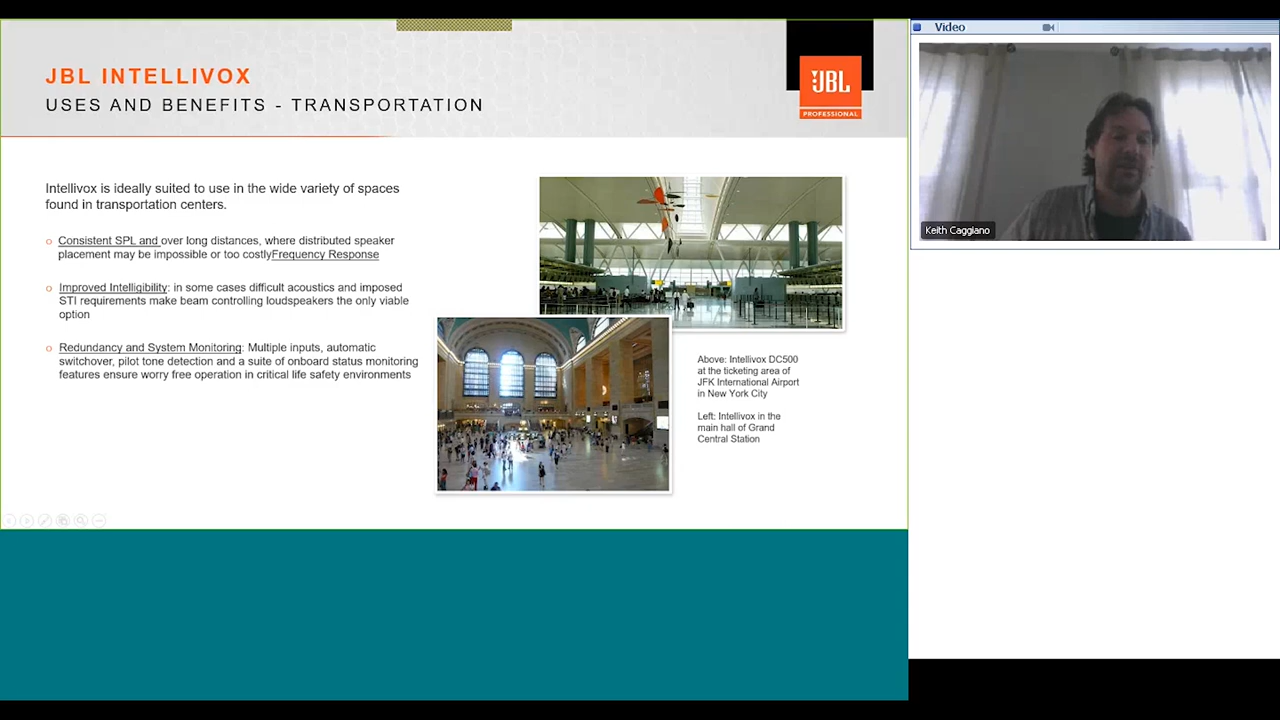 JBL INTELLIVOX
USES AND BENEFITS - TRANSPORTATION
JBL
PROFESSIONAL
Intellivox is ideally suited to use in the wide variety of spaces
found in transportation centers.
Consistent SPL and over long distances, where distributed speaker
placement may be impossible or too costlyFrequency Response
Improved Intelligibility: in some cases difficult acoustics and imposed
STI requirements make beam controlling loudspeakers the only viable
option
Redundancy and System Monitoring: Multiple inputs, automatic
switchover, pilot tone detection and a suite of onboard status monitoring
features ensure worry free operation in critical life safety environments
Above: Intellivox DC500
at the ticketing area of
JFK International Airport
in New York City
Left: Intellivox in the
main hall of Grand
Central Station
Video
Keith Caggiano